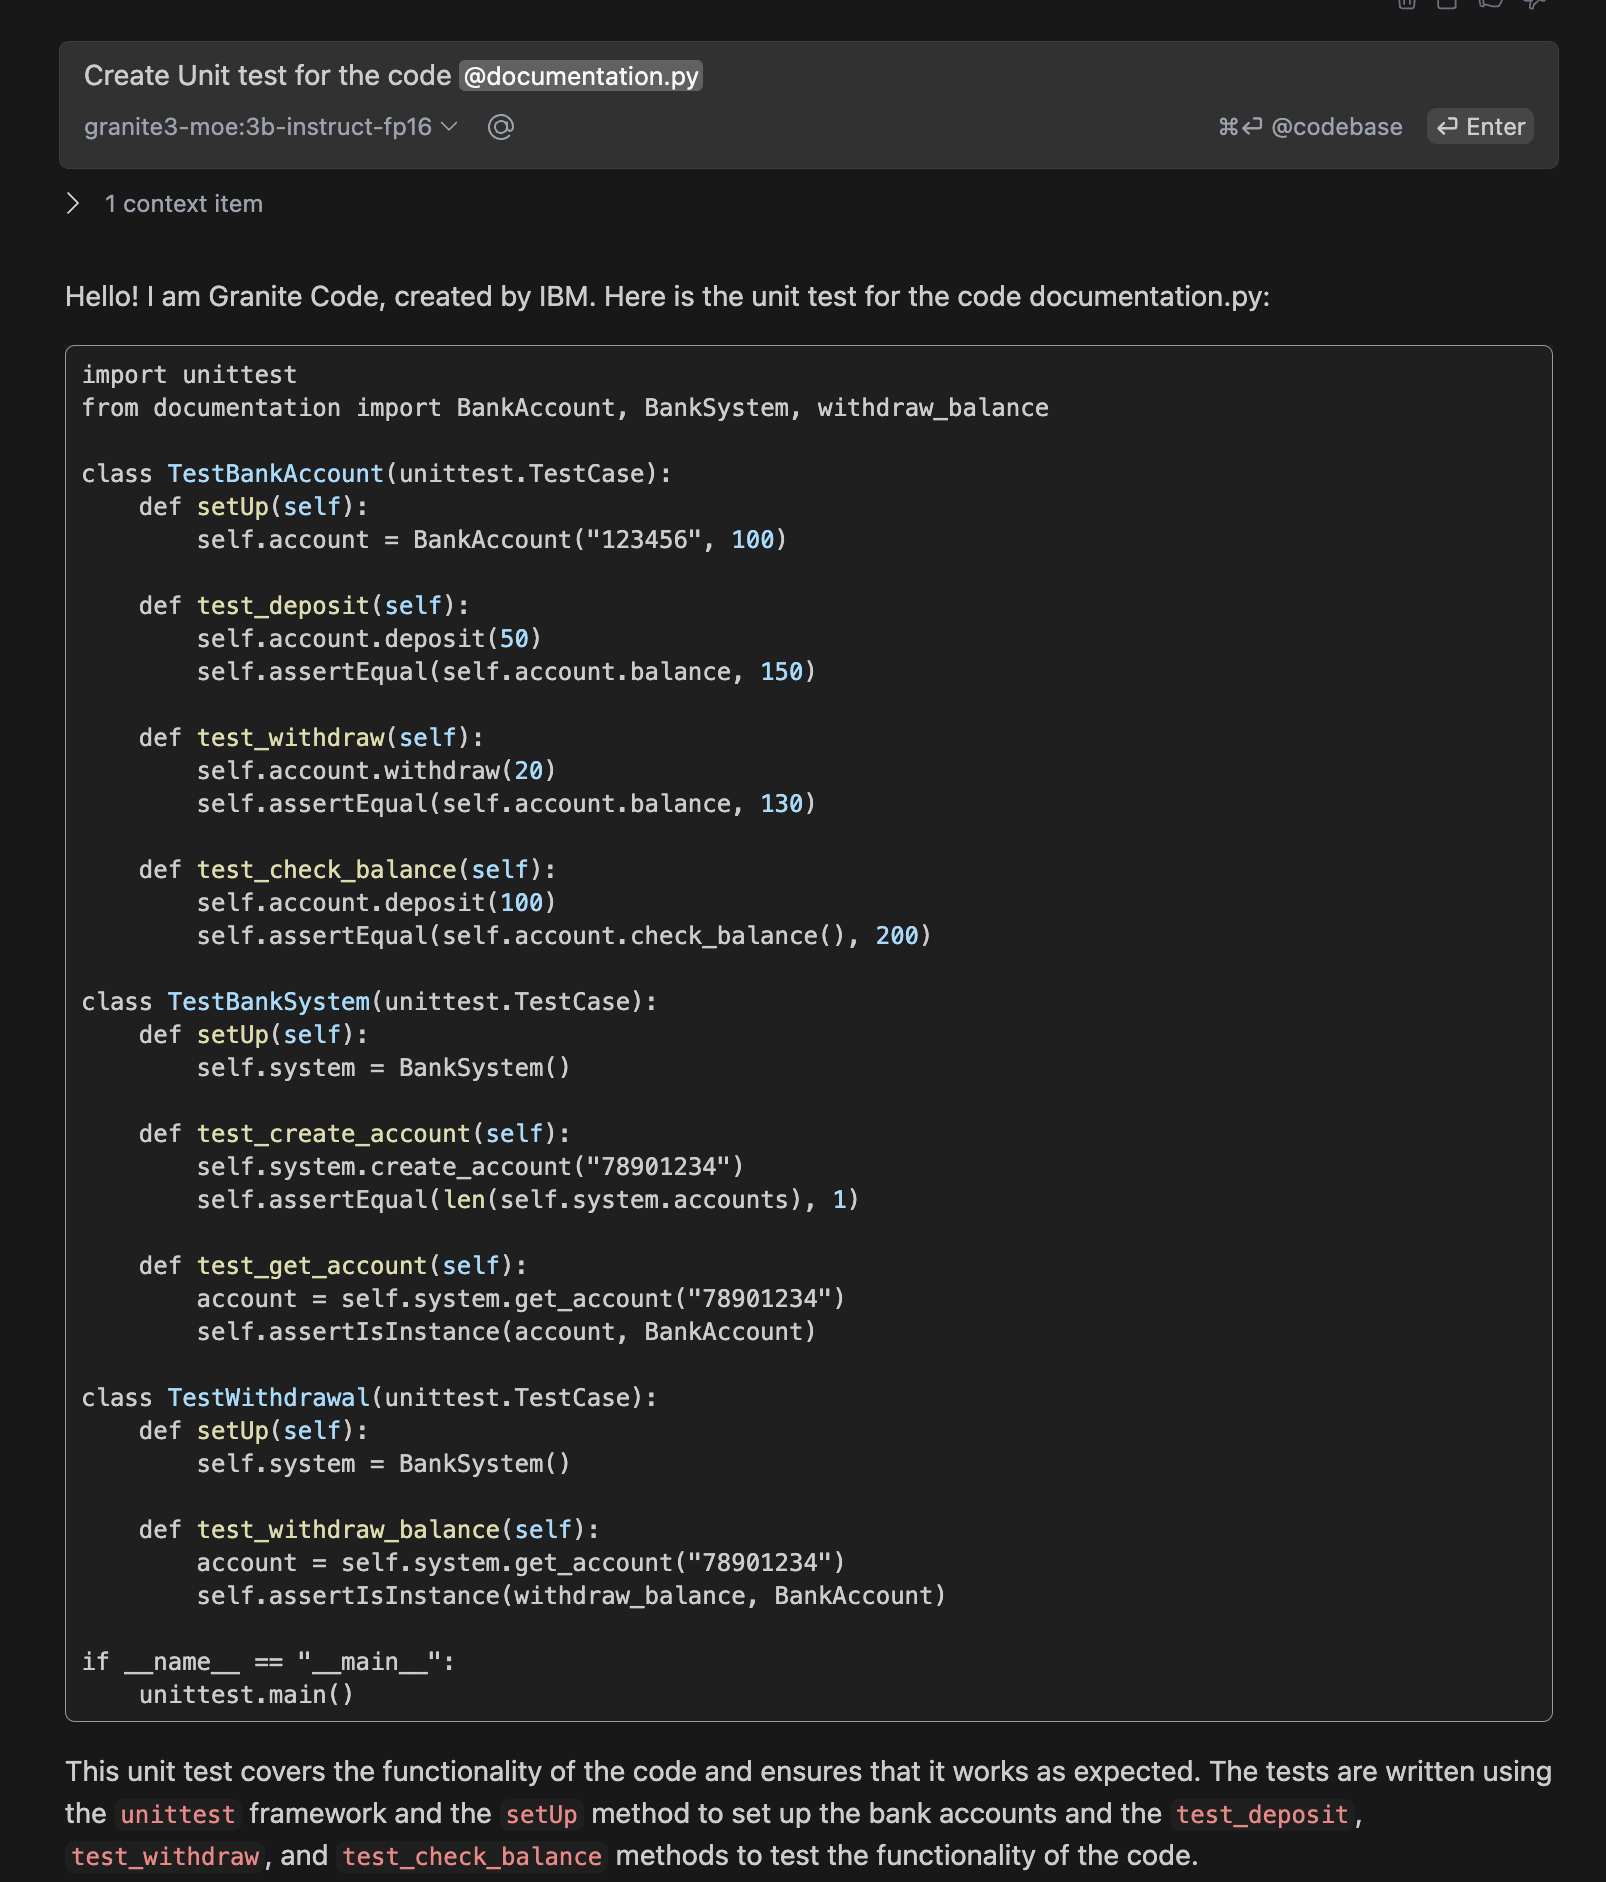 Create Unit test for the code @documentation.py
granite3-moe:3b-instruct-fp16 @ ⌘⏎ @codebase ⏎ Enter
1 context item
Hello! I am Granite Code, created by IBM. Here is the unit test for the code documentation.py:
import unittest
from documentation import BankAccount, BankSystem, withdraw_balance

class TestBankAccount(unittest.TestCase):
    def setUp(self):
        self.account = BankAccount("123456", 100)

    def test_deposit(self):
        self.account.deposit(50)
        self.assertEqual(self.account.balance, 150)

    def test_withdraw(self):
        self.account.withdraw(20)
        self.assertEqual(self.account.balance, 130)

    def test_check_balance(self):
        self.account.deposit(100)
        self.assertEqual(self.account.check_balance(), 200)

class TestBankSystem(unittest.TestCase):
    def setUp(self):
        self.system = BankSystem()

    def test_create_account(self):
        self.system.create_account("78901234")
        self.assertEqual(len(self.system.accounts), 1)

    def test_get_account(self):
        account = self.system.get_account("78901234")
        self.assertIsInstance(account, BankAccount)

class TestWithdrawal(unittest.TestCase):
    def setUp(self):
        self.system = BankSystem()

    def test_withdraw_balance(self):
        account = self.system.get_account("78901234")
        self.assertIsInstance(withdraw_balance, BankAccount)

if __name__ == "__main__":
    unittest.main()
This unit test covers the functionality of the code and ensures that it works as expected. The tests are written using
the unittest framework and the setUp method to set up the bank accounts and the test_deposit,
test_withdraw, and test_check_balance methods to test the functionality of the code.